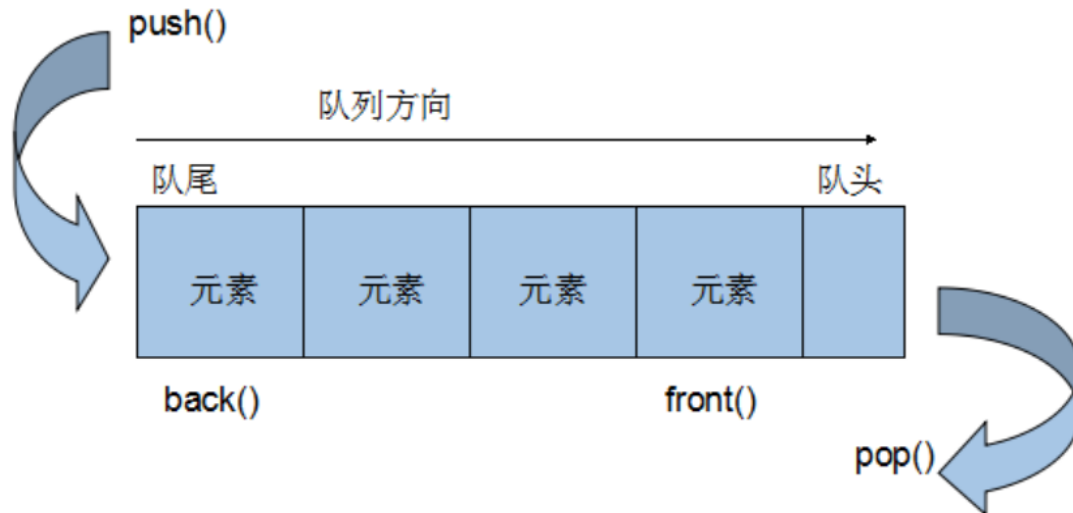 push()
队列方向
队尾 队头
元素 元素 元素 元素
back() front()
pop()